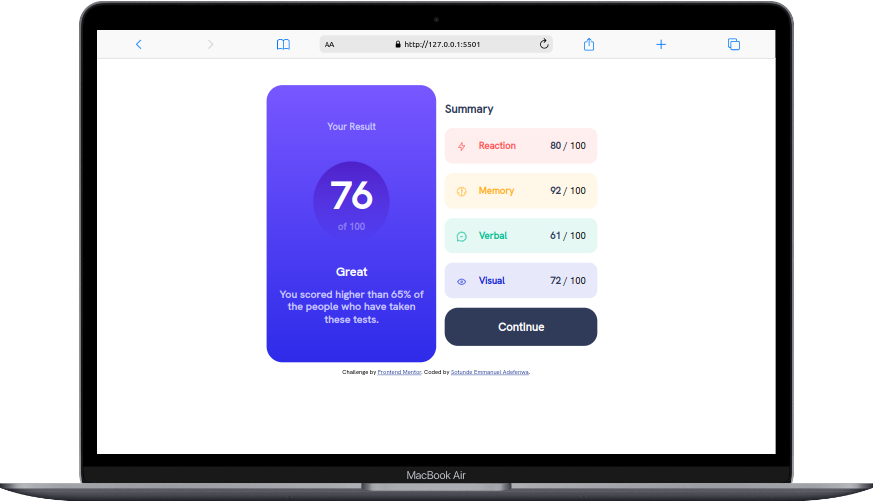 AA
http://127.0.0.1:5501
Your Result
76
of 100
Great
You scored higher than 65% of
the people who have taken
these tests.
Summary
Reaction 80 / 100
Memory 92 / 100
Verbal 61 / 100
Visual 72 / 100
Continue
Challenge by Frontend Mentor. Coded by Sotunde Emmanuel Adefenwa.
MacBook Air